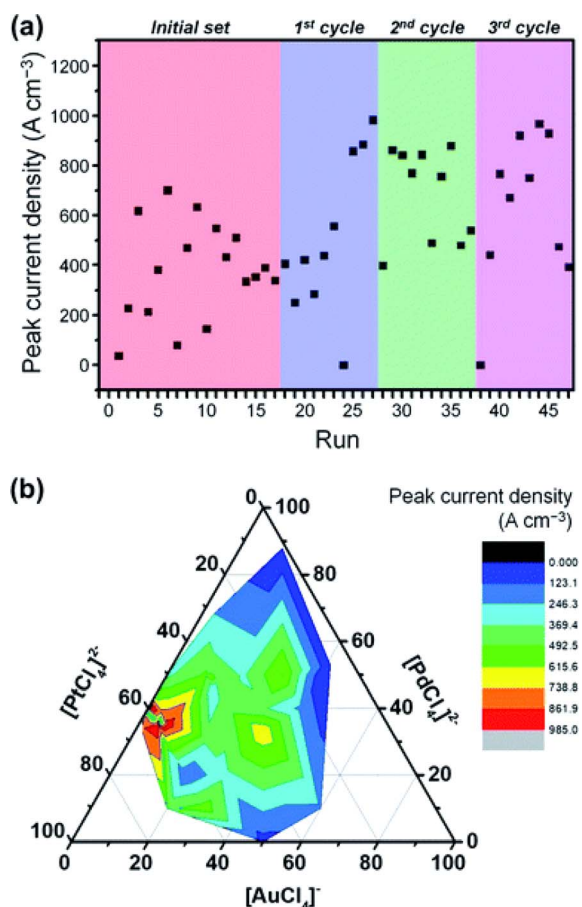 (a)
Initial set 1st cycle 2nd cycle 3rd cycle
Peak current density (A cm⁻³)
1200
1000
800
600
400
200
0
0 5 10 15 20 25 30 35 40 45
Run
(b)
Peak current density
(A cm⁻³)
0.000
123.1
246.3
369.4
492.5
615.6
738.8
861.9
985.0
[PtCl₄]²⁻
0
20
40
60
80
100
[PdCl₄]²⁻
100
80
60
40
20
0
0 20 40 60 80 100
[AuCl₄]⁻